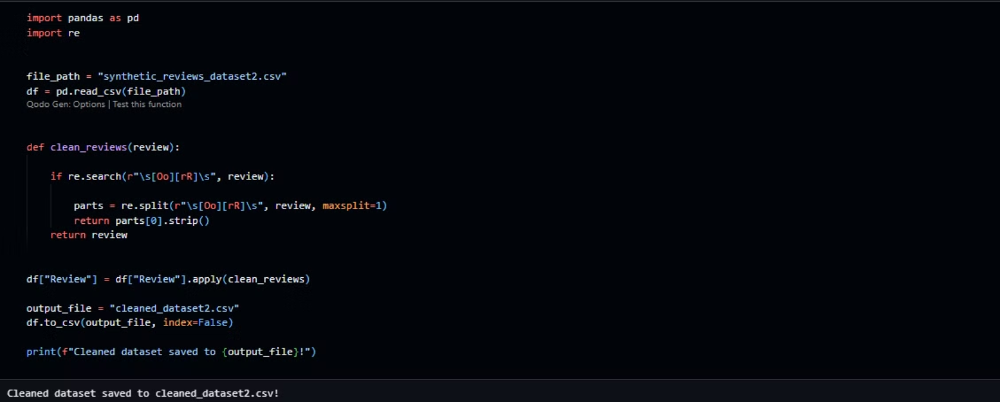 import pandas as pd
import re
file_path = "synthetic_reviews_dataset2.csv"
df = pd.read_csv(file_path)
Qodo Gen: Options | Test this function
def clean_reviews(review):
    if re.search(r"\s[Oo][rR]\s", review):
        parts = re.split(r"\s[Oo][rR]\s", review, maxsplit=1)
        return parts[0].strip()
    return review
df["Review"] = df["Review"].apply(clean_reviews)
output_file = "cleaned_dataset2.csv"
df.to_csv(output_file, index=False)
print(f"Cleaned dataset saved to {output_file}!")
Cleaned dataset saved to cleaned_dataset2.csv!